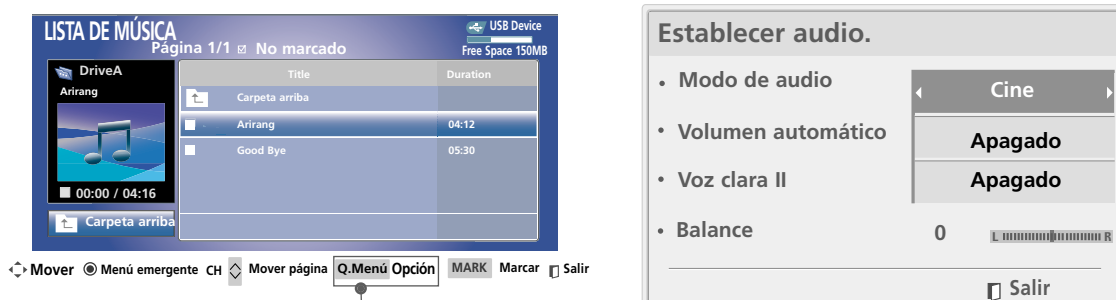 LISTA DE MÚSICA
Página 1/1 No marcado
USB Device
Free Space 150MB
DriveA
Arirang
00:00 / 04:16
Carpeta arriba
Title Duration
Carpeta arriba
Arirang 04:12
Good Bye 05:30
Mover Menú emergente CH Mover página Q.Menú Opción MARK Marcar Salir
Establecer audio.
• Modo de audio Cine
• Volumen automático Apagado
• Voz clara II Apagado
• Balance 0 L R
Salir